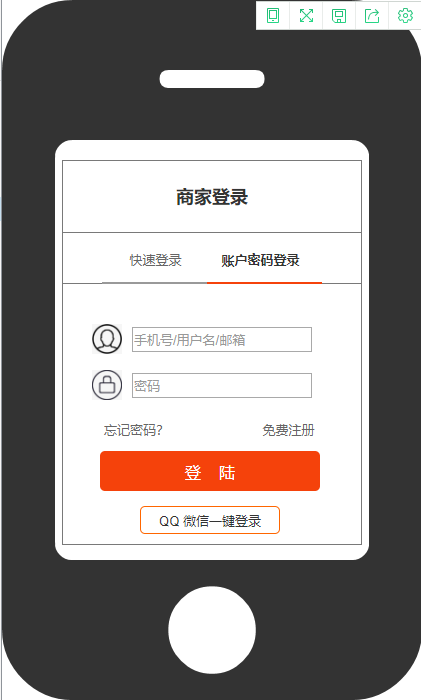 商家登录
快速登录 账户密码登录
手机号/用户名/邮箱
密码
忘记密码? 免费注册
登 陆
QQ 微信一键登录